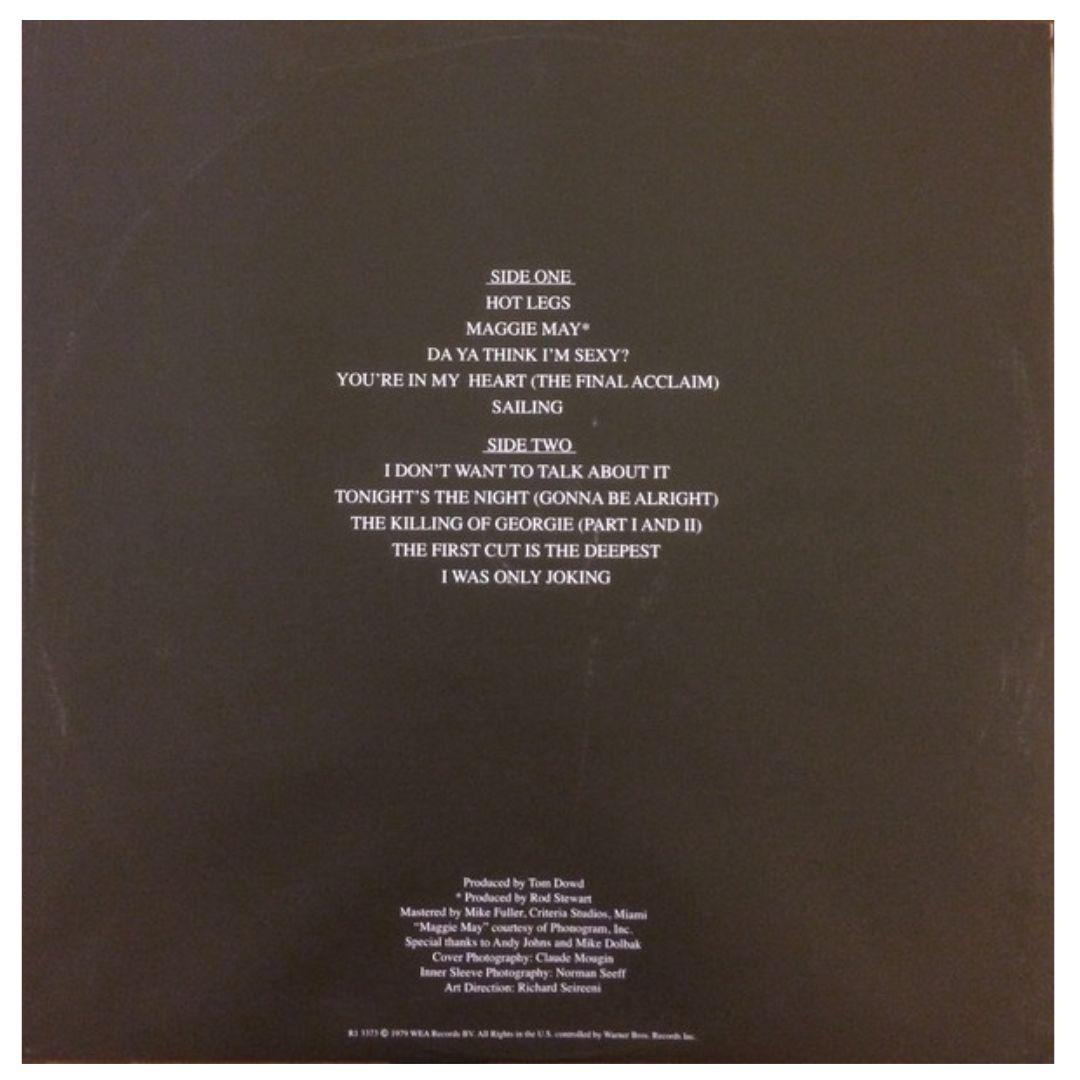 SIDE ONE
HOT LEGS
MAGGIE MAY*
DA YA THINK I'M SEXY?
YOU'RE IN MY HEART (THE FINAL ACCLAIM)
SAILING
SIDE TWO
I DON'T WANT TO TALK ABOUT IT
TONIGHT'S THE NIGHT (GONNA BE ALRIGHT)
THE KILLING OF GEORGIE (PART I AND II)
THE FIRST CUT IS THE DEEPEST
I WAS ONLY JOKING
Produced by Tom Dowd
* Produced by Rod Stewart
Mastered by Mike Fuller, Criteria Studios, Miami
"Maggie May" courtesy of Phonogram, Inc.
Special thanks to Andy Johns and Mike Dolbak
Cover Photography: Claude Mougin
Inner Sleeve Photography: Norman Seeff
Art Direction: Richard Seireeni
R1 3373 © 1979 WEA Records BV. All Rights in the U.S. controlled by Warner Bros. Records Inc.